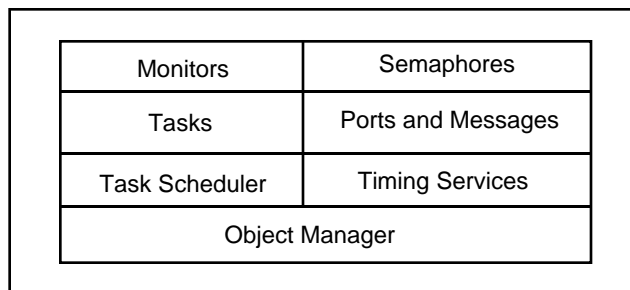 Monitors
Semaphores
Tasks
Ports and Messages
Task Scheduler
Timing Services
Object Manager